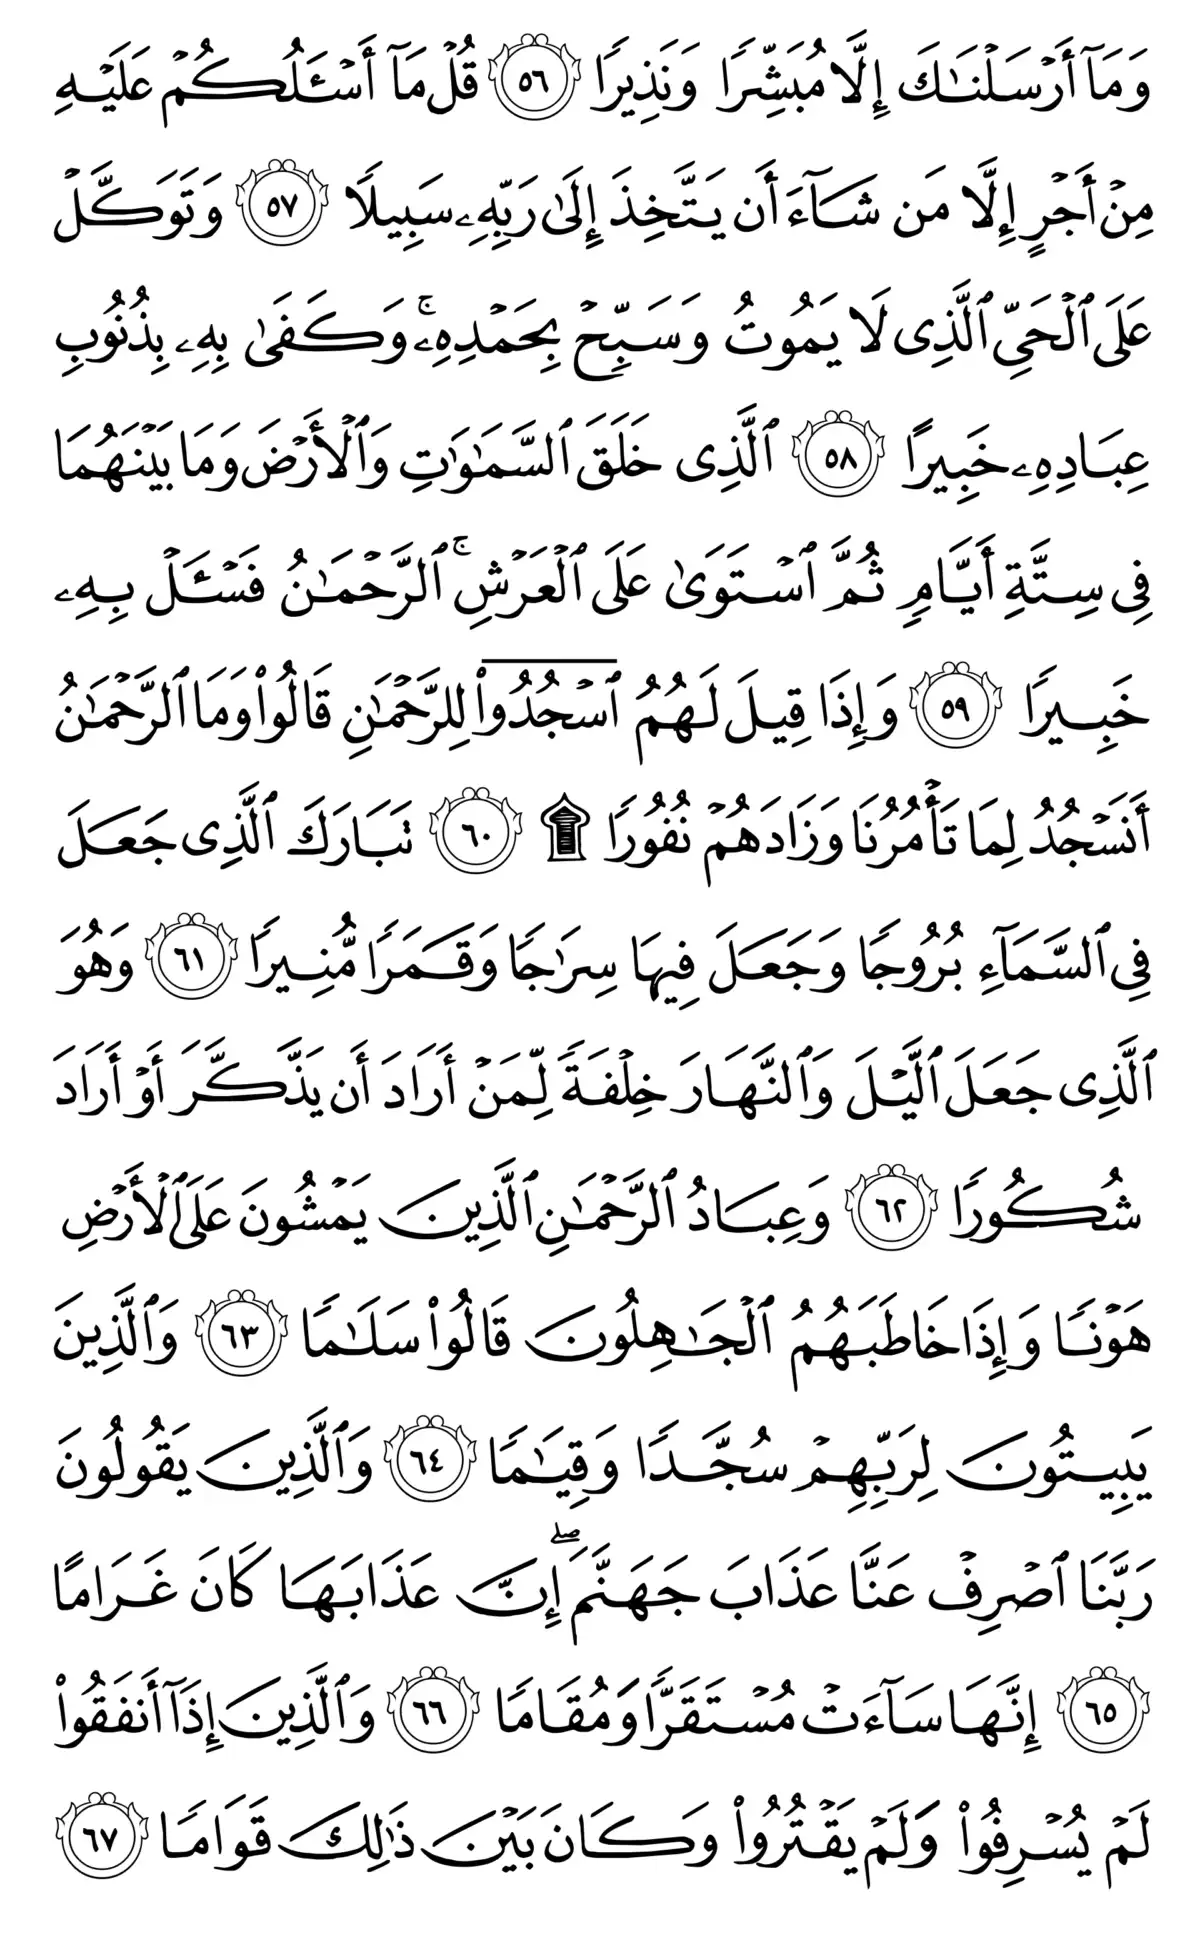 وَمَآ أَرْسَلْنَٰكَ إِلَّا مُبَشِّرًا وَنَذِيرًا ٥٦ قُلْ مَآ أَسْـَٔلُكُمْ عَلَيْهِ
مِنْ أَجْرٍ إِلَّا مَن شَآءَ أَن يَتَّخِذَ إِلَىٰ رَبِّهِۦ سَبِيلًا ٥٧ وَتَوَكَّلْ
عَلَى ٱلْحَىِّ ٱلَّذِى لَا يَمُوتُ وَسَبِّحْ بِحَمْدِهِۦ ۚ وَكَفَىٰ بِهِۦ بِذُنُوبِ
عِبَادِهِۦ خَبِيرًا ٥٨ ٱلَّذِى خَلَقَ ٱلسَّمَٰوَٰتِ وَٱلْأَرْضَ وَمَا بَيْنَهُمَا
فِى سِتَّةِ أَيَّامٍ ثُمَّ ٱسْتَوَىٰ عَلَى ٱلْعَرْشِ ۚ ٱلرَّحْمَٰنُ فَسْـَٔلْ بِهِۦ
خَبِيرًا ٥٩ وَإِذَا قِيلَ لَهُمُ ٱسْجُدُوا۟ لِلرَّحْمَٰنِ قَالُوا۟ وَمَا ٱلرَّحْمَٰنُ
أَنَسْجُدُ لِمَا تَأْمُرُنَا وَزَادَهُمْ نُفُورًا ۩ ٦٠ تَبَارَكَ ٱلَّذِى جَعَلَ
فِى ٱلسَّمَآءِ بُرُوجًا وَجَعَلَ فِيهَا سِرَٰجًا وَقَمَرًا مُّنِيرًا ٦١ وَهُوَ
ٱلَّذِى جَعَلَ ٱلَّيْلَ وَٱلنَّهَارَ خِلْفَةً لِّمَنْ أَرَادَ أَن يَذَّكَّرَ أَوْ أَرَادَ
شُكُورًا ٦٢ وَعِبَادُ ٱلرَّحْمَٰنِ ٱلَّذِينَ يَمْشُونَ عَلَى ٱلْأَرْضِ
هَوْنًا وَإِذَا خَاطَبَهُمُ ٱلْجَٰهِلُونَ قَالُوا۟ سَلَٰمًا ٦٣ وَٱلَّذِينَ
يَبِيتُونَ لِرَبِّهِمْ سُجَّدًا وَقِيَٰمًا ٦٤ وَٱلَّذِينَ يَقُولُونَ
رَبَّنَا ٱصْرِفْ عَنَّا عَذَابَ جَهَنَّمَ ۖ إِنَّ عَذَابَهَا كَانَ غَرَامًا
٦٥ إِنَّهَا سَآءَتْ مُسْتَقَرًّا وَمُقَامًا ٦٦ وَٱلَّذِينَ إِذَآ أَنفَقُوا۟
لَمْ يُسْرِفُوا۟ وَلَمْ يَقْتُرُوا۟ وَكَانَ بَيْنَ ذَٰلِكَ قَوَامًا ٦٧